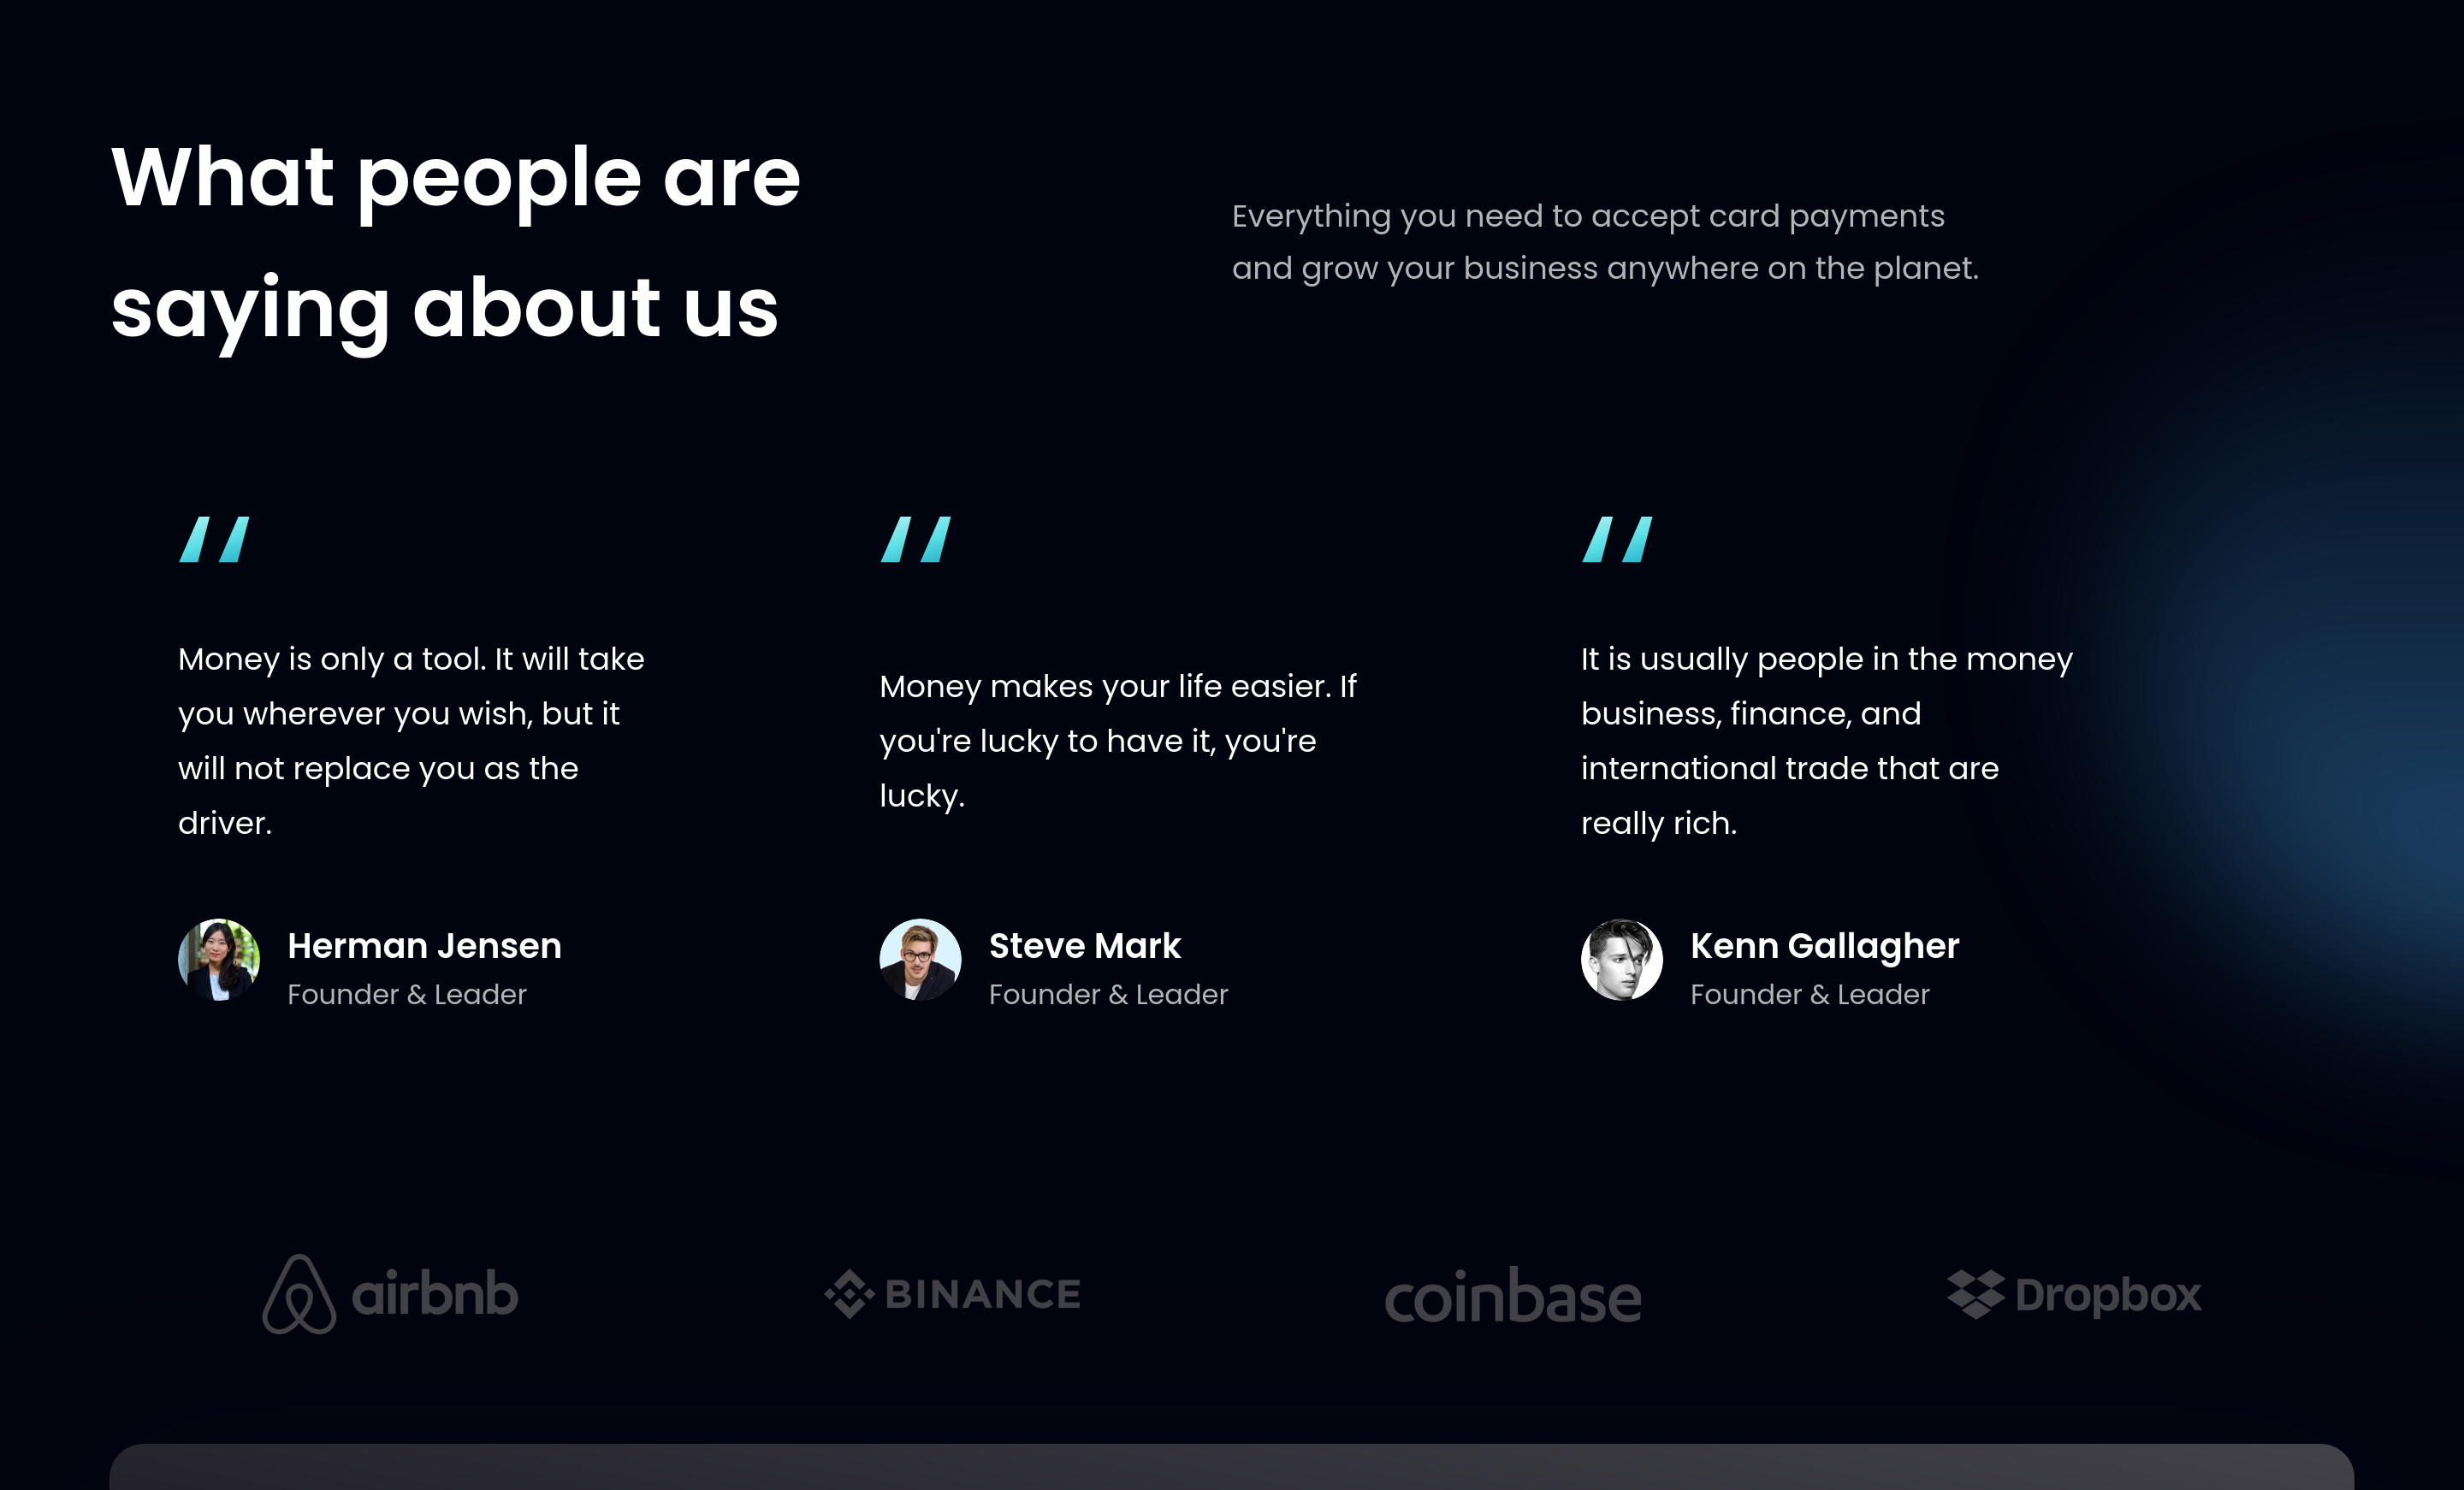 What people are
saying about us
Everything you need to accept card payments
and grow your business anywhere on the planet.
Money is only a tool. It will take
you wherever you wish, but it
will not replace you as the
driver.
Herman Jensen
Founder & Leader
Money makes your life easier. If
you're lucky to have it, you're
lucky.
Steve Mark
Founder & Leader
It is usually people in the money
business, finance, and
international trade that are
really rich.
Kenn Gallagher
Founder & Leader
airbnb
BINANCE
coinbase
Dropbox